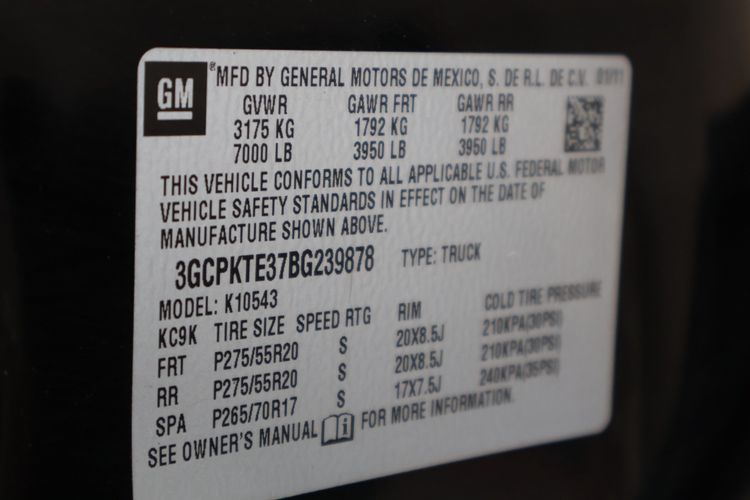 GM
® MFD BY GENERAL MOTORS DE MEXICO, S. DE R.L. DE C.V. 01/11
GVWR GAWR FRT GAWR RR
3175 KG 1792 KG 1792 KG
7000 LB 3950 LB 3950 LB
THIS VEHICLE CONFORMS TO ALL APPLICABLE U.S. FEDERAL MOTOR
VEHICLE SAFETY STANDARDS IN EFFECT ON THE DATE OF
MANUFACTURE SHOWN ABOVE.
3GCPKTE37BG239878 TYPE: TRUCK
MODEL: K10543
KC9K TIRE SIZE SPEED RTG RIM COLD TIRE PRESSURE
FRT P275/55R20 S 20X8.5J 210KPA(30PSI)
RR P275/55R20 S 20X8.5J 210KPA(30PSI)
SPA P265/70R17 S 17X7.5J 240KPA(35PSI)
SEE OWNER'S MANUAL i FOR MORE INFORMATION.